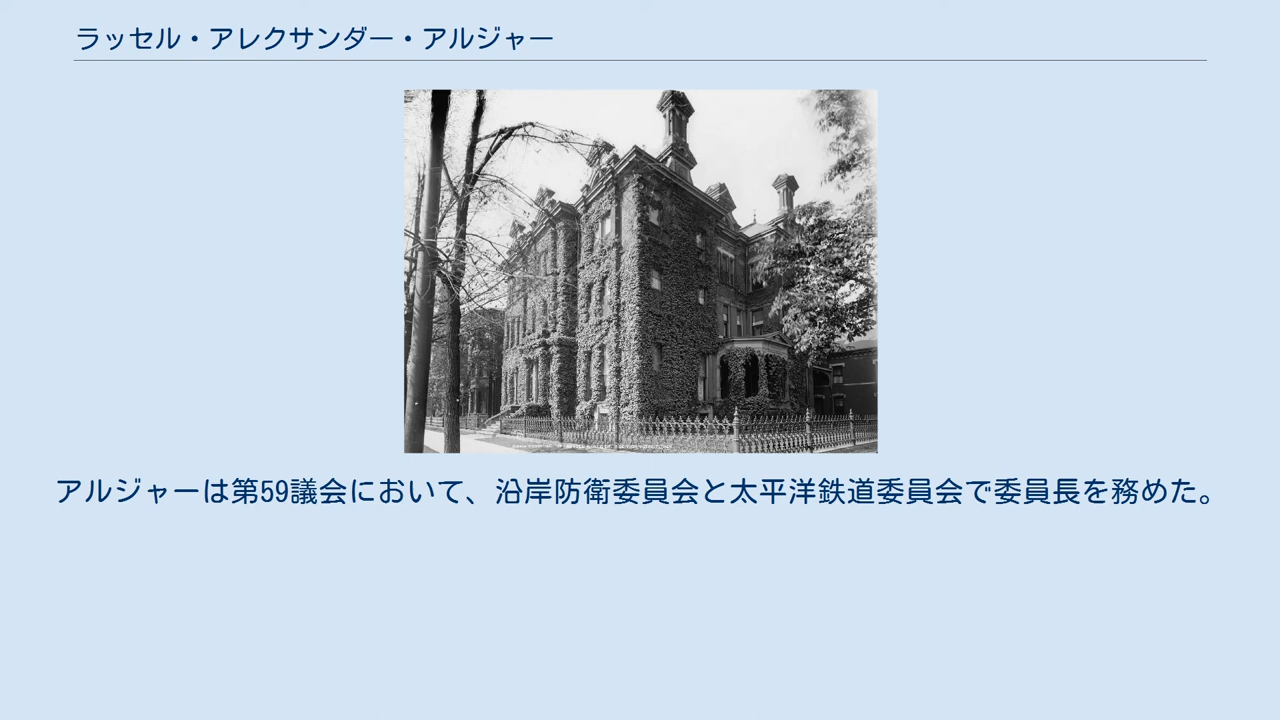 ラッセル・アレクサンダー・アルジャー
アルジャーは第59議会において、沿岸防衛委員会と太平洋鉄道委員会で委員長を務めた。